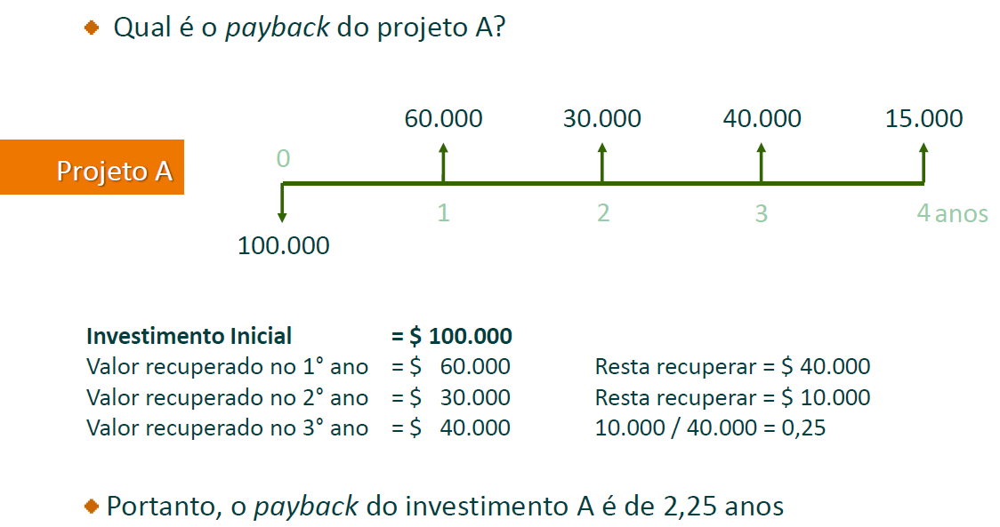 Qual é o payback do projeto A?
60.000 30.000 40.000 15.000
0
Projeto A
1 2 3 4 anos
100.000
Investimento Inicial = $ 100.000
Valor recuperado no 1° ano = $ 60.000 Resta recuperar = $ 40.000
Valor recuperado no 2° ano = $ 30.000 Resta recuperar = $ 10.000
Valor recuperado no 3° ano = $ 40.000 10.000 / 40.000 = 0,25
Portanto, o payback do investimento A é de 2,25 anos